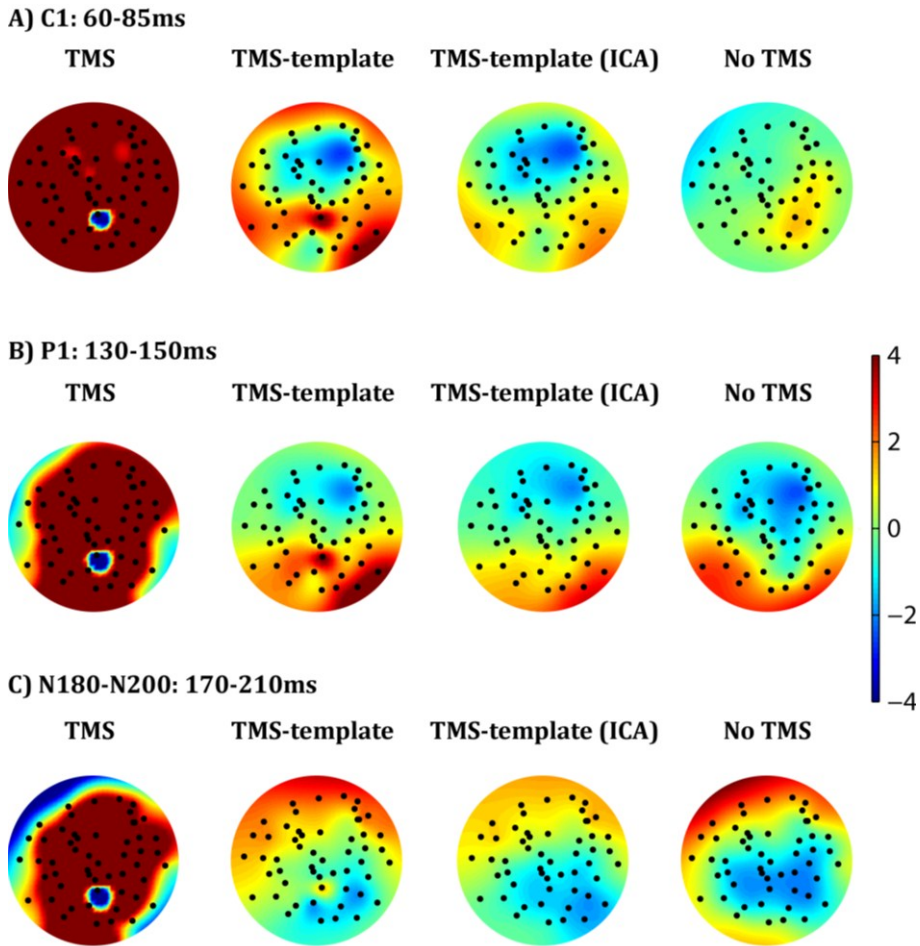 A) C1: 60-85ms
TMS TMS-template TMS-template (ICA) No TMS
B) P1: 130-150ms
TMS TMS-template TMS-template (ICA) No TMS
4
2
0
−2
−4
C) N180-N200: 170-210ms
TMS TMS-template TMS-template (ICA) No TMS